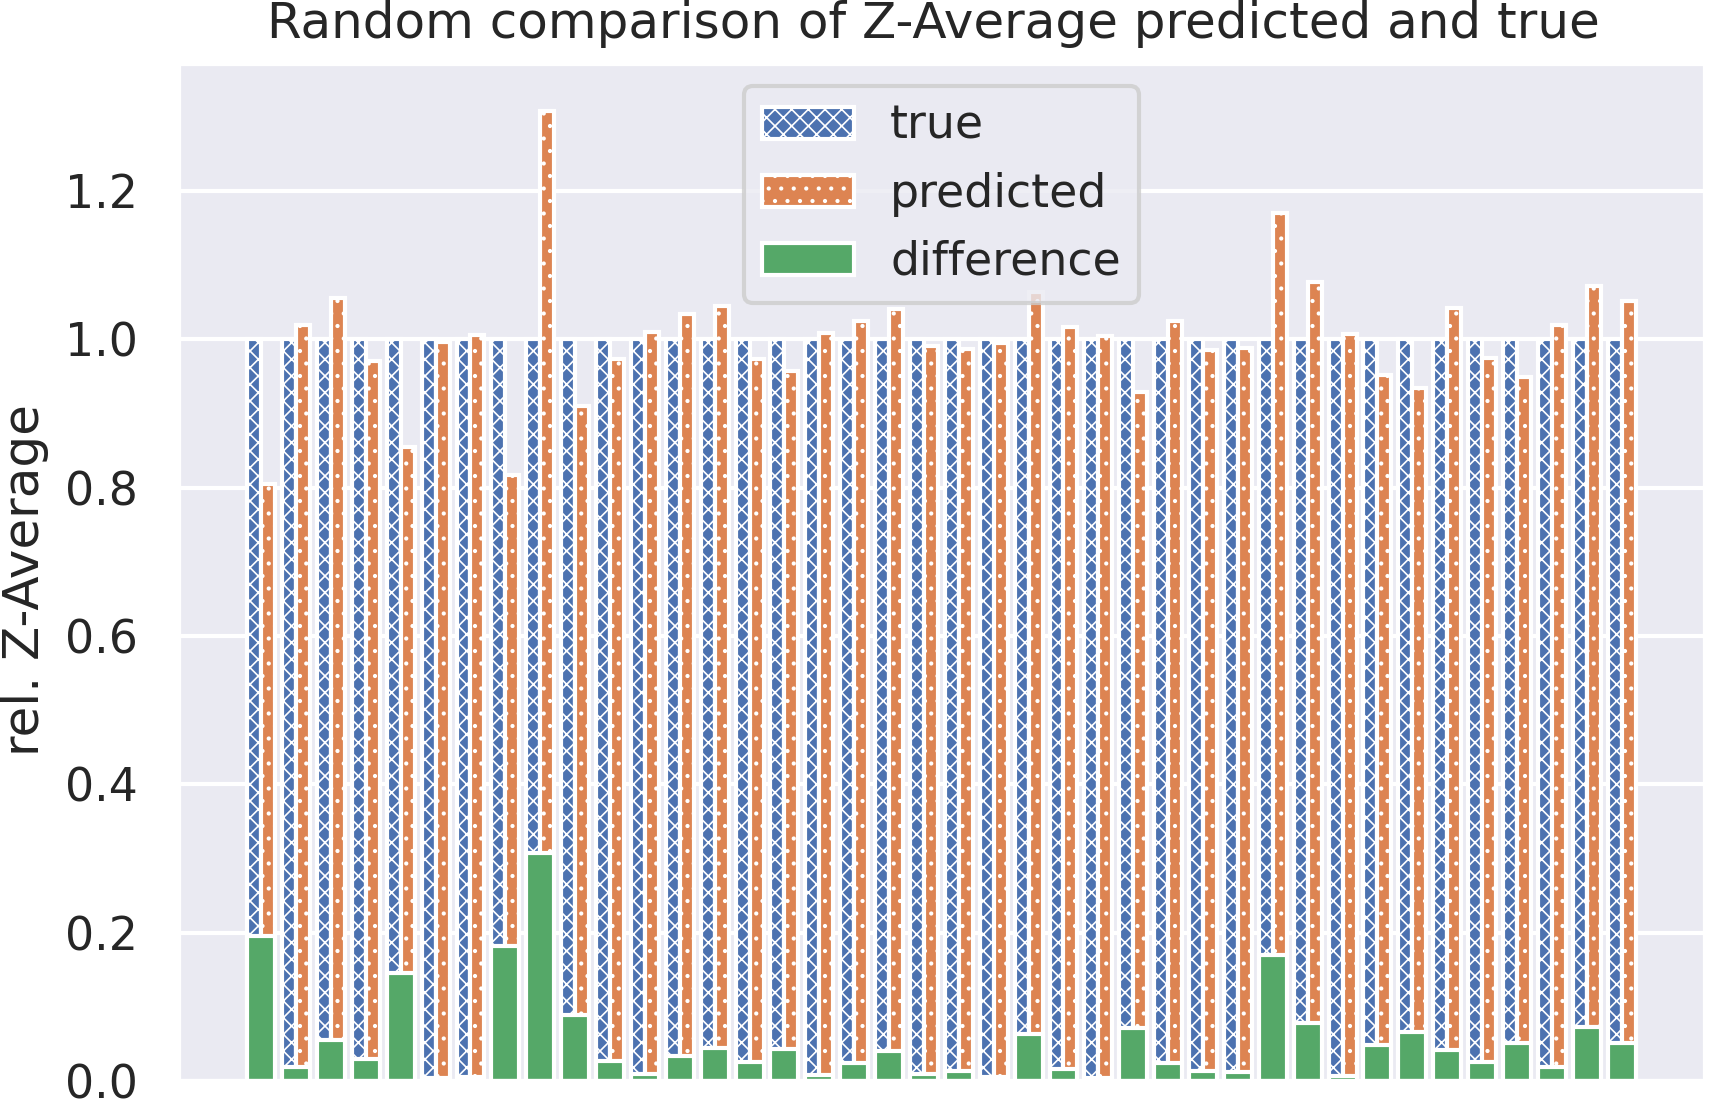 Random comparison of Z-Average predicted and true
true
predicted
difference
rel. Z-Average
1.2
1.0
0.8
0.6
0.4
0.2
0.0